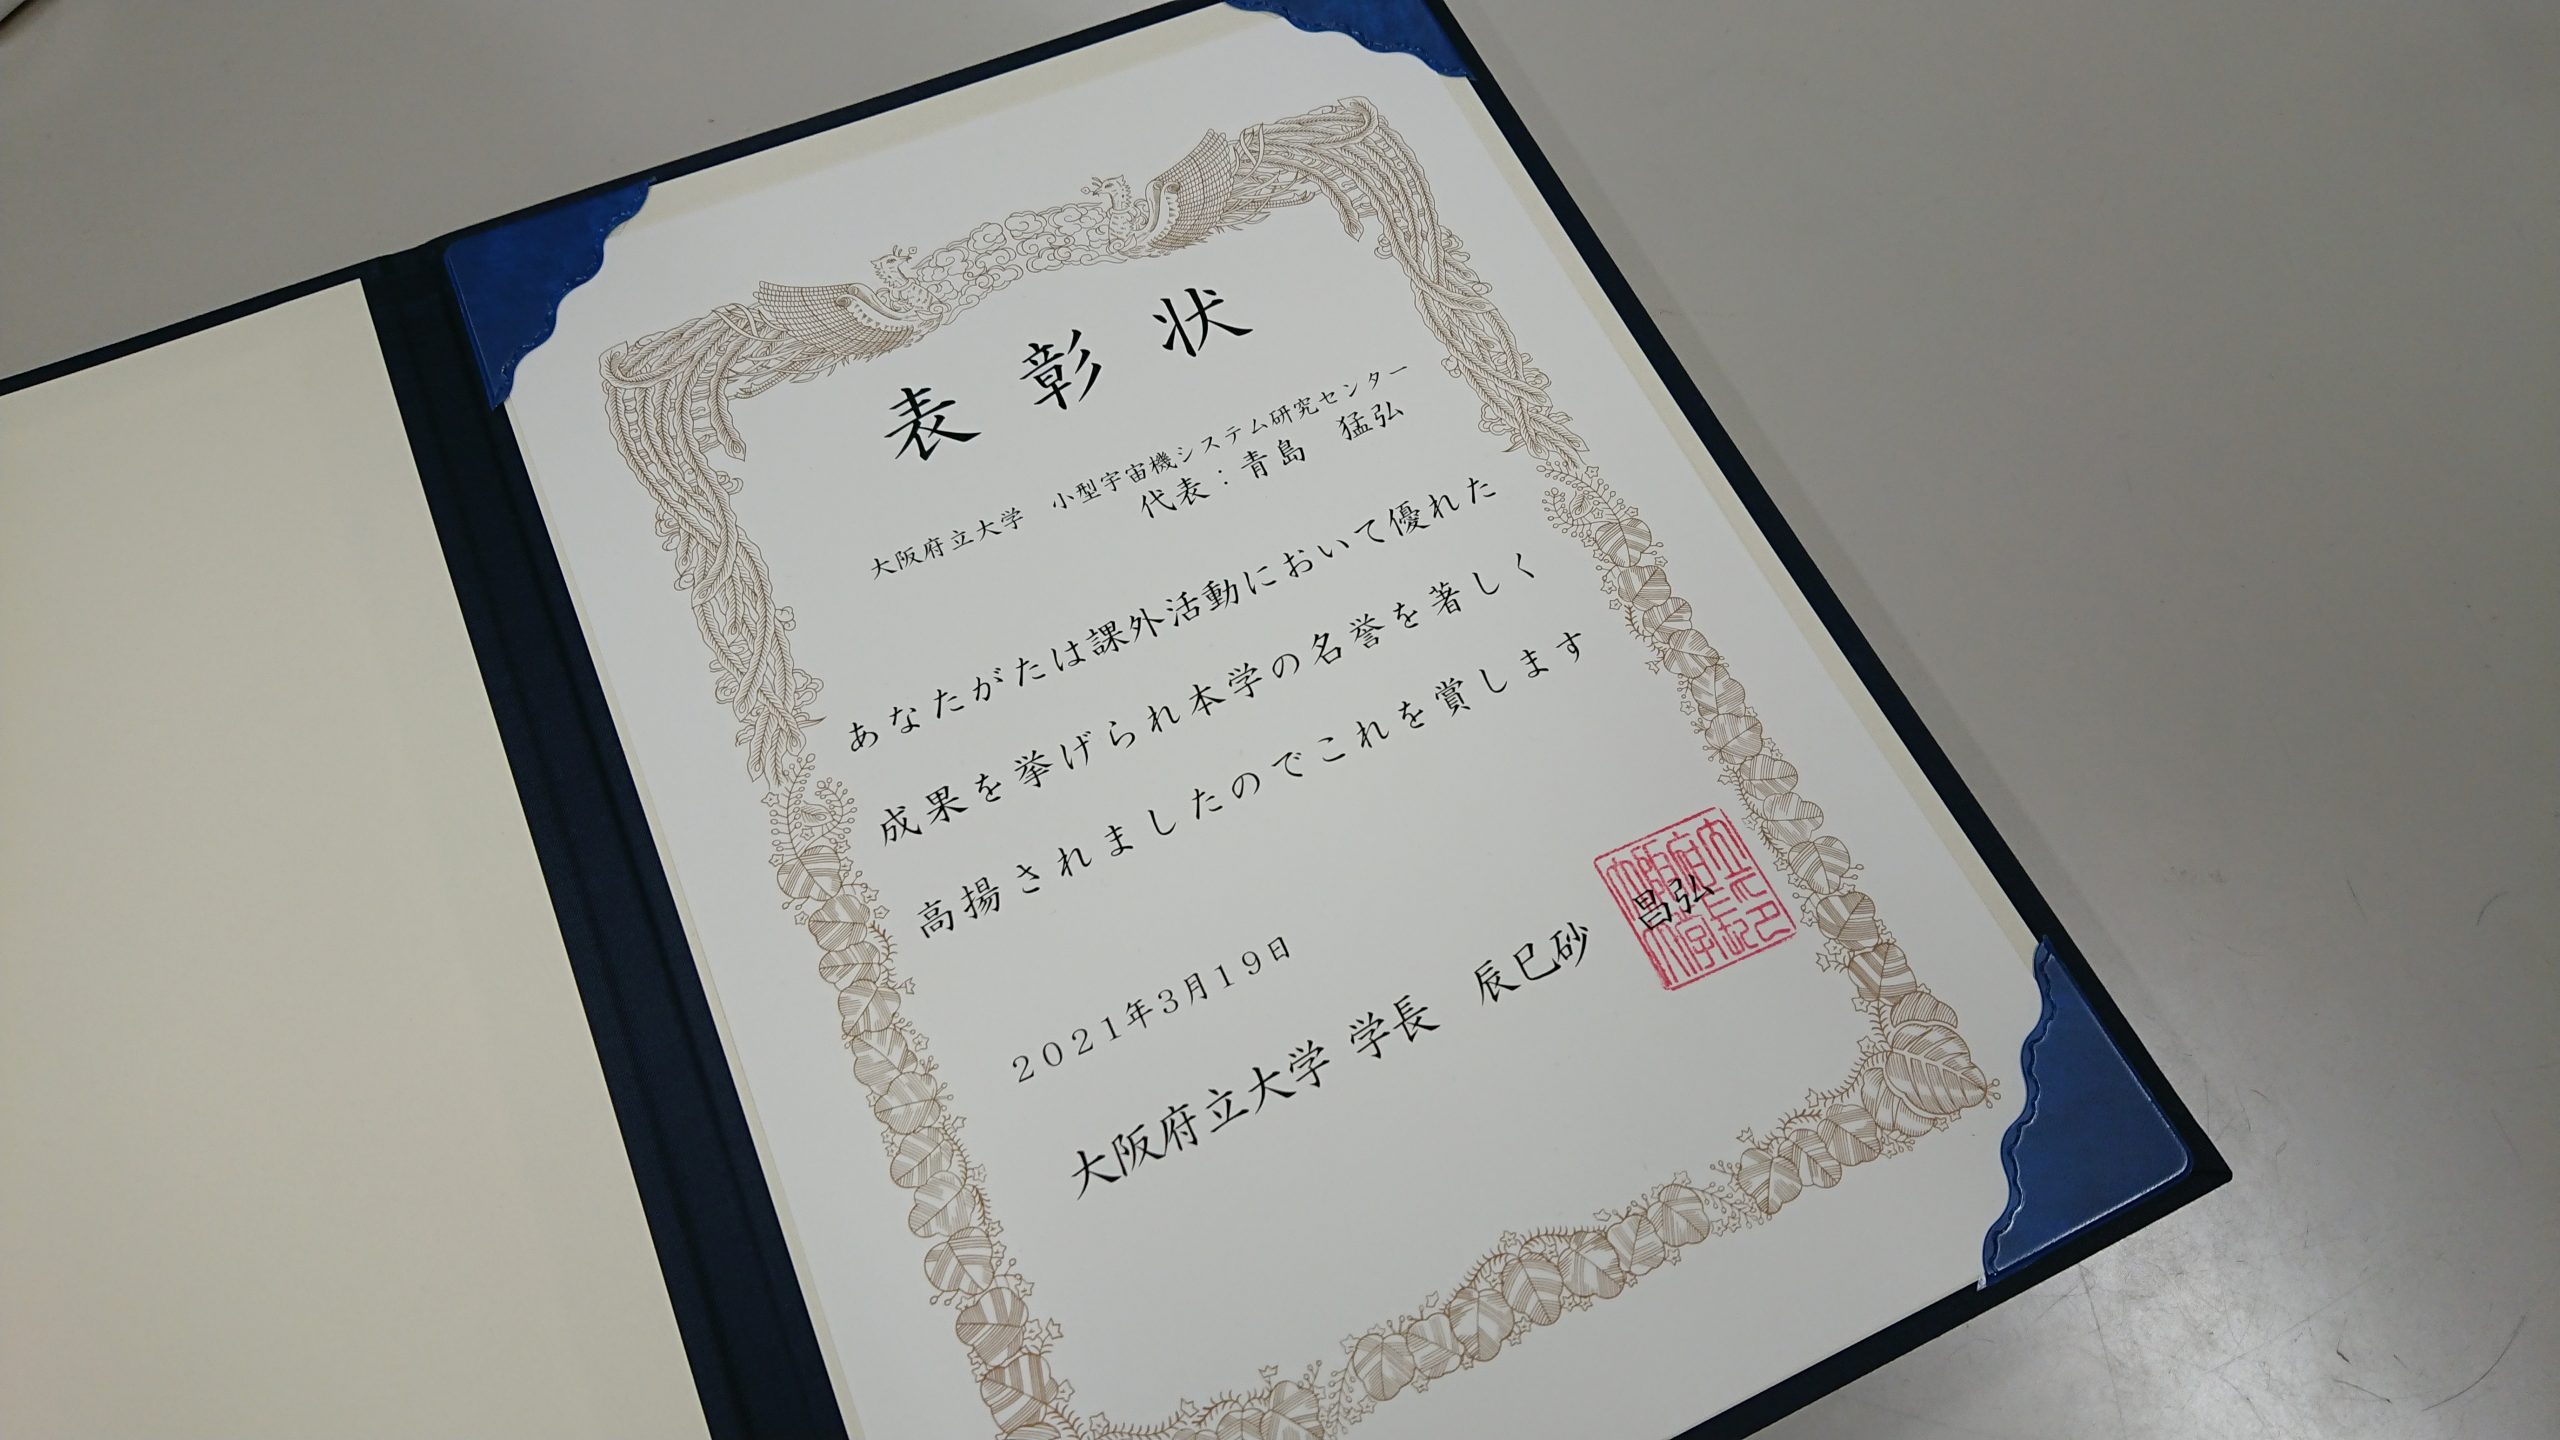 表彰状
大阪府立大学　小型宇宙機システム研究センター
代表：青島　猛弘
あなたがたは課外活動において優れた
成果を挙げられ本学の名誉を著しく
高揚されましたのでこれを賞します
２０２１年３月１９日
大阪府立大学 学長　辰巳砂　昌弘